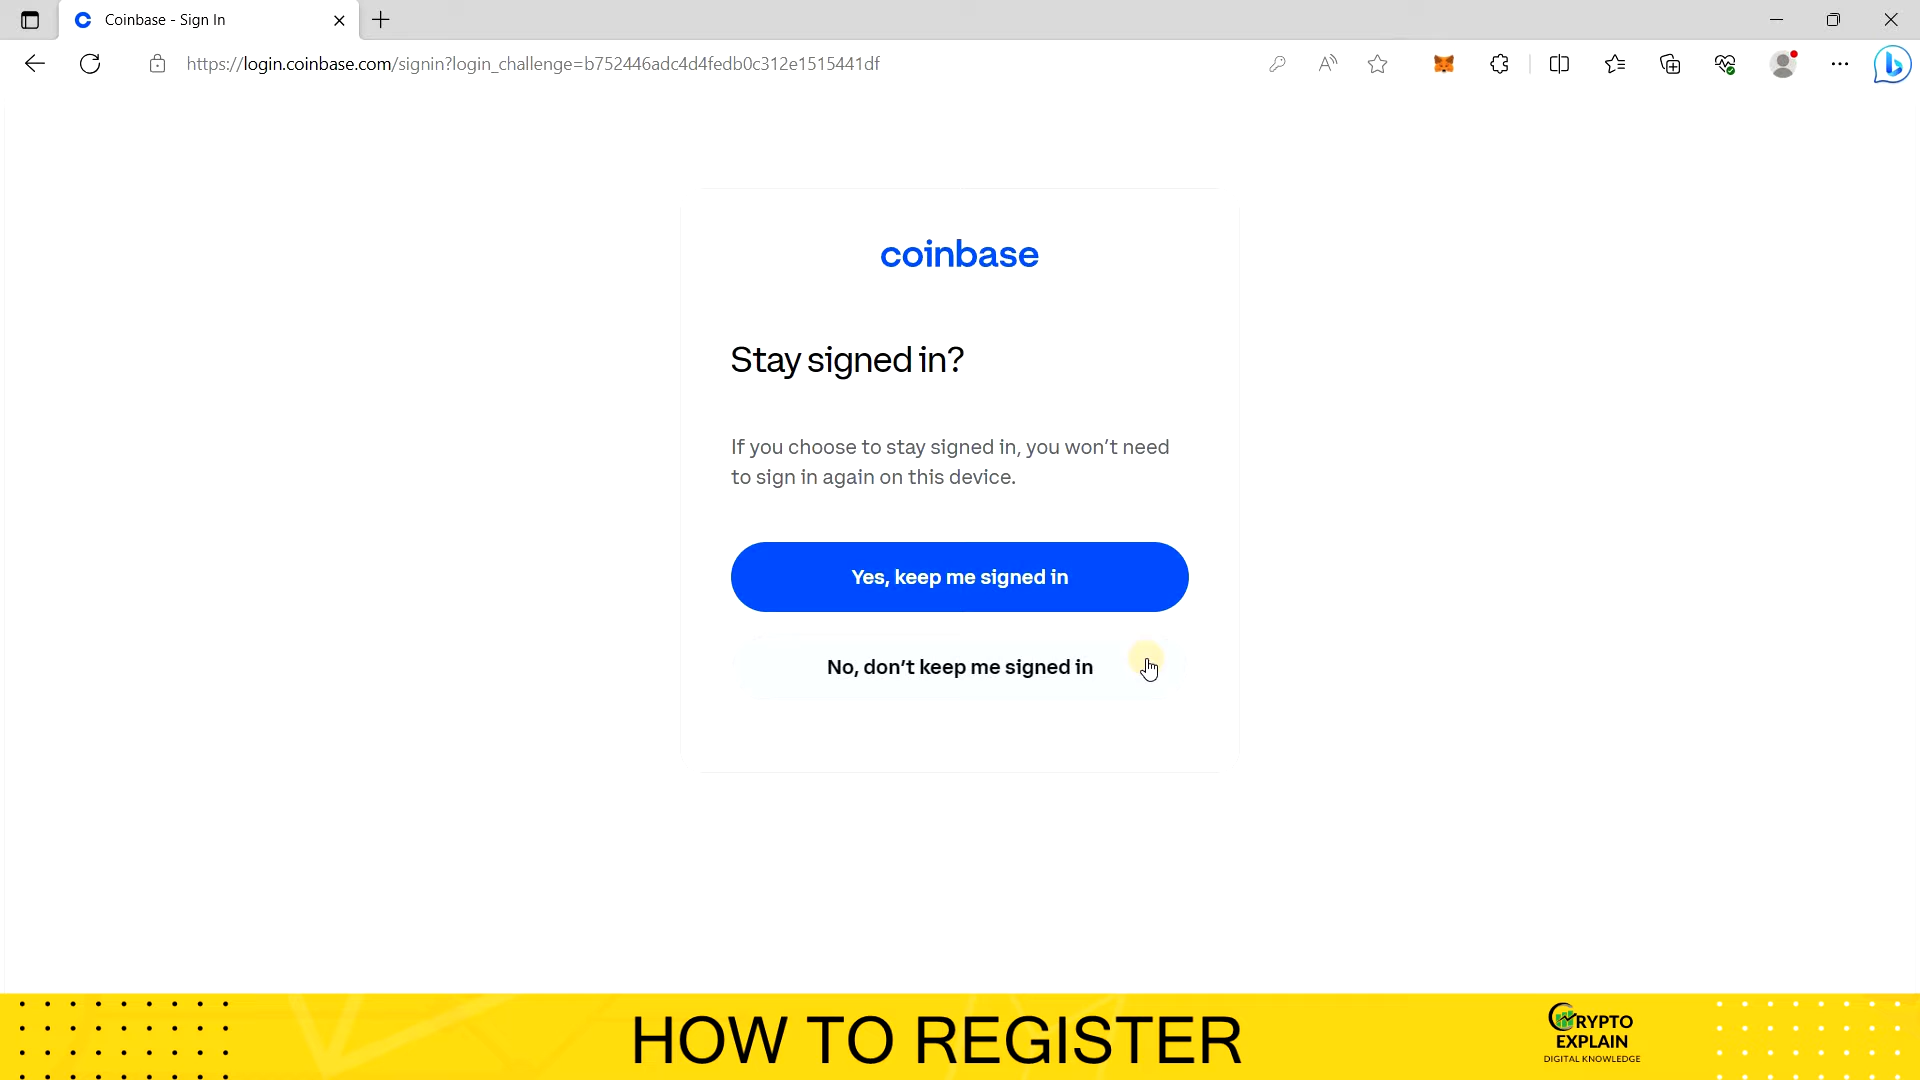 Coinbase - Sign In
https://login.coinbase.com/signin?login_challenge=b752446adc4d4fedb0c312e1515441df
coinbase
Stay signed in?
If you choose to stay signed in, you won't need
to sign in again on this device.
Yes, keep me signed in
No, don't keep me signed in
HOW TO REGISTER
CRYPTO
EXPLAIN
DIGITAL KNOWLEDGE